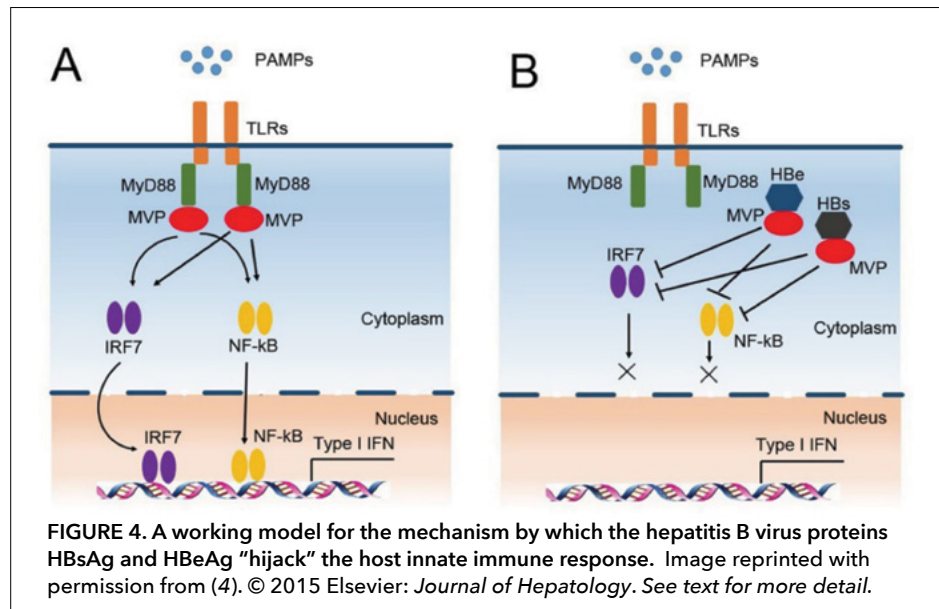 A
PAMPs
TLRs
MyD88
MyD88
MVP
MVP
IRF7
NF-kB
Cytoplasm
Nucleus
IRF7
NF-kB
Type I IFN
B
PAMPs
TLRs
MyD88
MyD88
HBe
HBs
MVP
MVP
IRF7
NF-kB
Cytoplasm
Nucleus
Type I IFN
FIGURE 4. A working model for the mechanism by which the hepatitis B virus proteins
HBsAg and HBeAg “hijack” the host innate immune response. Image reprinted with
permission from (4). © 2015 Elsevier: Journal of Hepatology. See text for more detail.